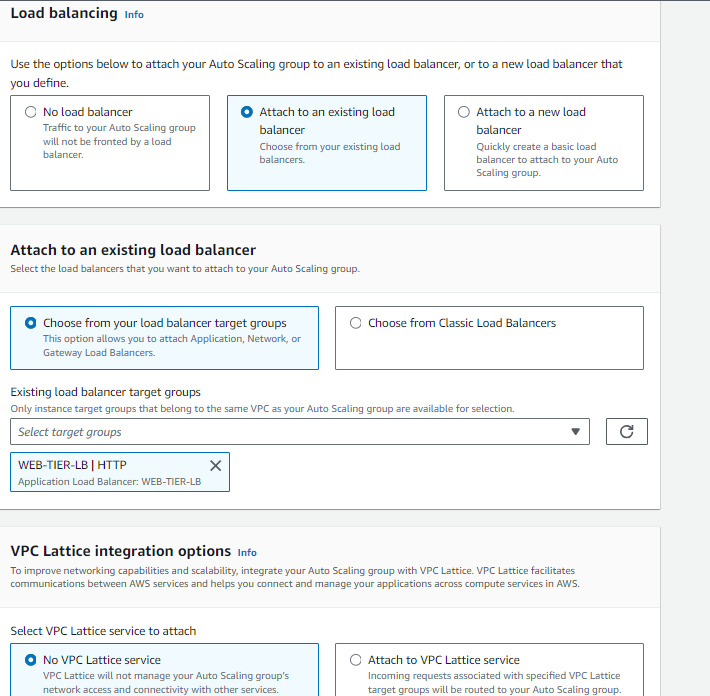 Load balancing Info
Use the options below to attach your Auto Scaling group to an existing load balancer, or to a new load balancer that
you define.
No load balancer
Traffic to your Auto Scaling group
will not be fronted by a load
balancer.
Attach to an existing load
balancer
Choose from your existing load
balancers.
Attach to a new load
balancer
Quickly create a basic load
balancer to attach to your Auto
Scaling group.
Attach to an existing load balancer
Select the load balancers that you want to attach to your Auto Scaling group.
Choose from your load balancer target groups
This option allows you to attach Application, Network, or
Gateway Load Balancers.
Choose from Classic Load Balancers
Existing load balancer target groups
Only instance target groups that belong to the same VPC as your Auto Scaling group are available for selection.
Select target groups
WEB-TIER-LB | HTTP
Application Load Balancer: WEB-TIER-LB
VPC Lattice integration options Info
To improve networking capabilities and scalability, integrate your Auto Scaling group with VPC Lattice. VPC Lattice facilitates
communications between AWS services and helps you connect and manage your applications across compute services in AWS.
Select VPC Lattice service to attach
No VPC Lattice service
VPC Lattice will not manage your Auto Scaling group's
network access and connectivity with other services.
Attach to VPC Lattice service
Incoming requests associated with specified VPC Lattice
target groups will be routed to your Auto Scaling group.